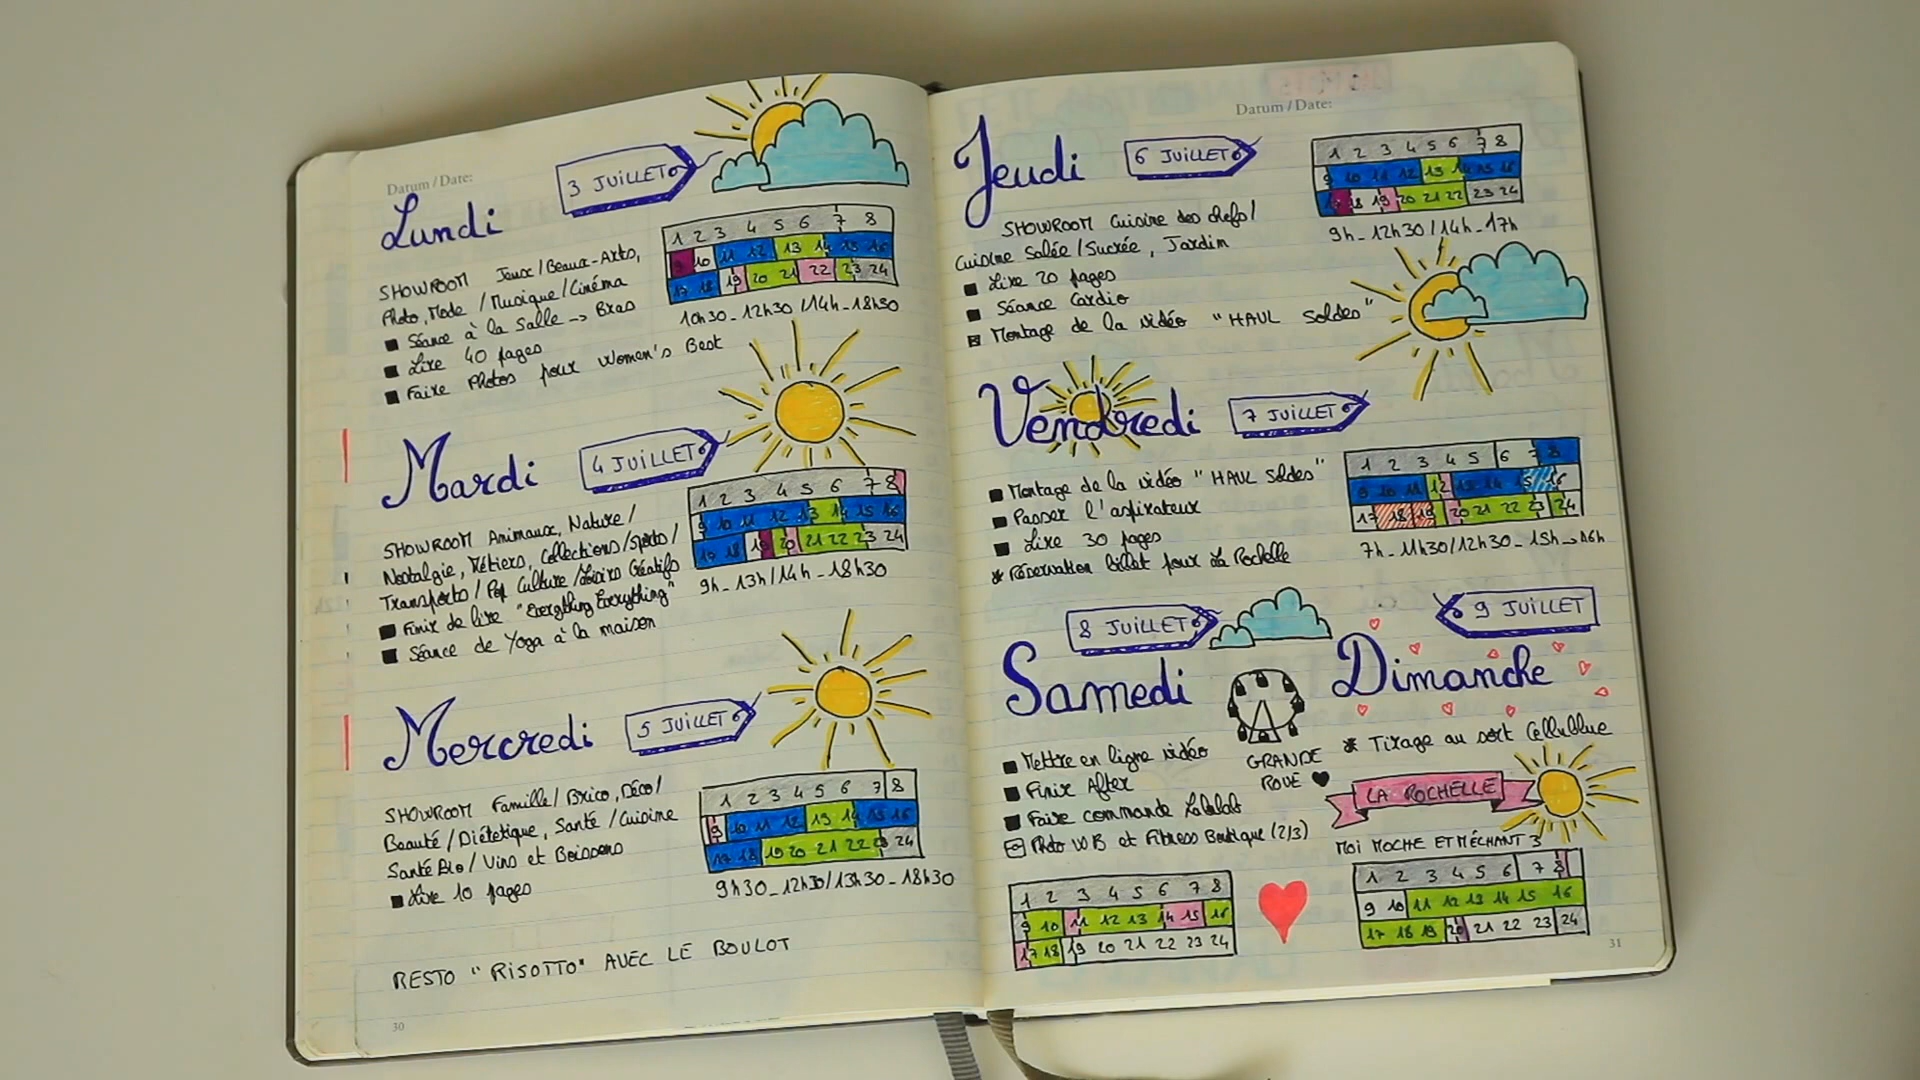 Datum / Date:
Lundi
3 JUILLET
SHOWROOM Jeux / Beaux-Arts,
Photo, Mode / Musique / Cinéma
Séance à la Salle -> Bras
Lire 40 pages
Faire Photos pour Women's Best
1 2 3 4 5 6 7 8
9 10 11 12 13 14 15 16
17 18 19 20 21 22 23 24
10h30 - 12h30 / 14h - 18h30
Mardi
4 JUILLET
SHOWROOM Animaux, Nature /
Nostalgie, Métiers, Collections / Sports /
Transports / Pop Culture / Loisirs Créatifs
Finir de lire "Everything Everything"
Séance de Yoga à la maison
1 2 3 4 5 6 7 8
9 10 11 12 13 14 15 16
17 18 19 20 21 22 23 24
9h - 13h / 14h - 18h30
Mercredi
5 JUILLET
SHOWROOM Famille / Brico, Déco /
Beauté / Diétetique, Santé / Cuisine
Santé Bio / Vins et Boissons
Lire 10 pages
1 2 3 4 5 6 7 8
9 10 11 12 13 14 15 16
17 18 19 20 21 22 23 24
9h30 - 12h30 / 13h30 - 18h30
RESTO "RISOTTO" AVEC LE BOULOT
30
Datum / Date:
Jeudi
6 JUILLET
SHOWROOM Cuisine des chefs /
Cuisine Salée / Sucrée, Jardin
Lire 20 pages
Séance Cardio
Montage de la vidéo "HAUL Soldes"
1 2 3 4 5 6 7 8
9 10 11 12 13 14 15 16
17 18 19 20 21 22 23 24
9h - 12h30 / 14h - 17h
Vendredi
7 JUILLET
Montage de la vidéo "HAUL Soldes"
Passer l'aspirateur
Lire 30 pages
* Réservation billet pour La Rochelle
1 2 3 4 5 6 7 8
9 10 11 12 13 14 15 16
17 18 19 20 21 22 23 24
7h - 11h30 / 12h30 - 15h -> 16h
8 JUILLET
Samedi
Mettre en ligne vidéo
Finir After
Faire commande Lalalab
Photo WB et Fitness Boutique (2/3)
GRANDE
ROUE
1 2 3 4 5 6 7 8
9 10 11 12 13 14 15 16
17 18 19 20 21 22 23 24
9 JUILLET
Dimanche
* Tirage au sort Cellublue
LA ROCHELLE
MOI MOCHE ET MÉCHANT 3
1 2 3 4 5 6 7 8
9 10 11 12 13 14 15 16
17 18 19 20 21 22 23 24
31